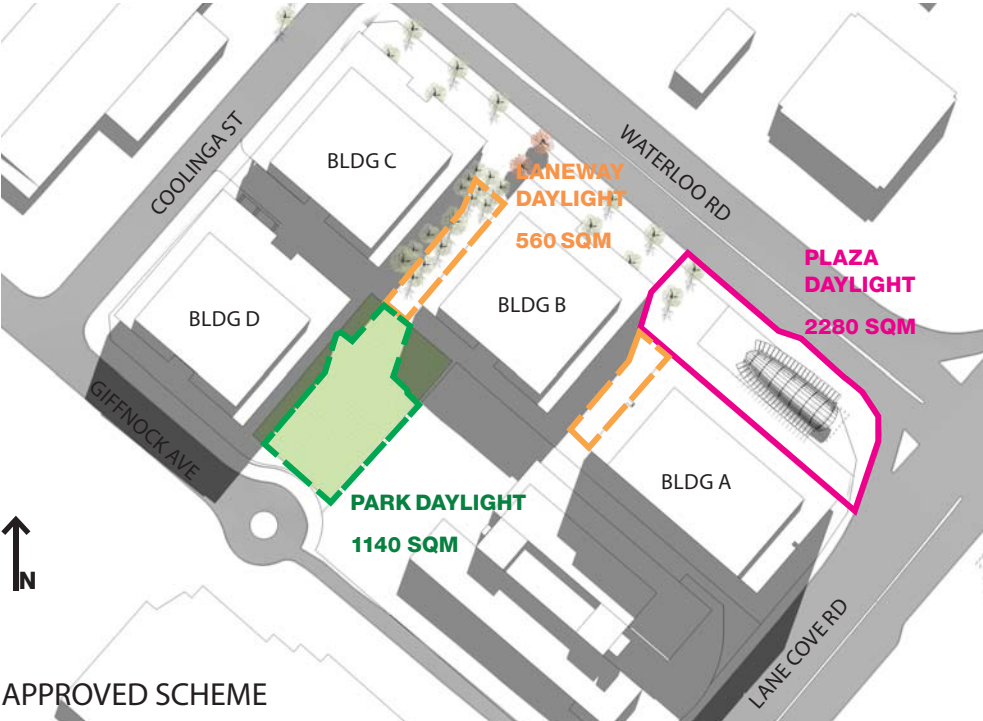 COOLINGA ST
BLDG C
WATERLOO RD
LANEWAY
DAYLIGHT
560 SQM
PLAZA
DAYLIGHT
2280 SQM
BLDG B
BLDG D
GIFFNOCK AVE
BLDG A
PARK DAYLIGHT
1140 SQM
N
LANE COVE RD
APPROVED SCHEME